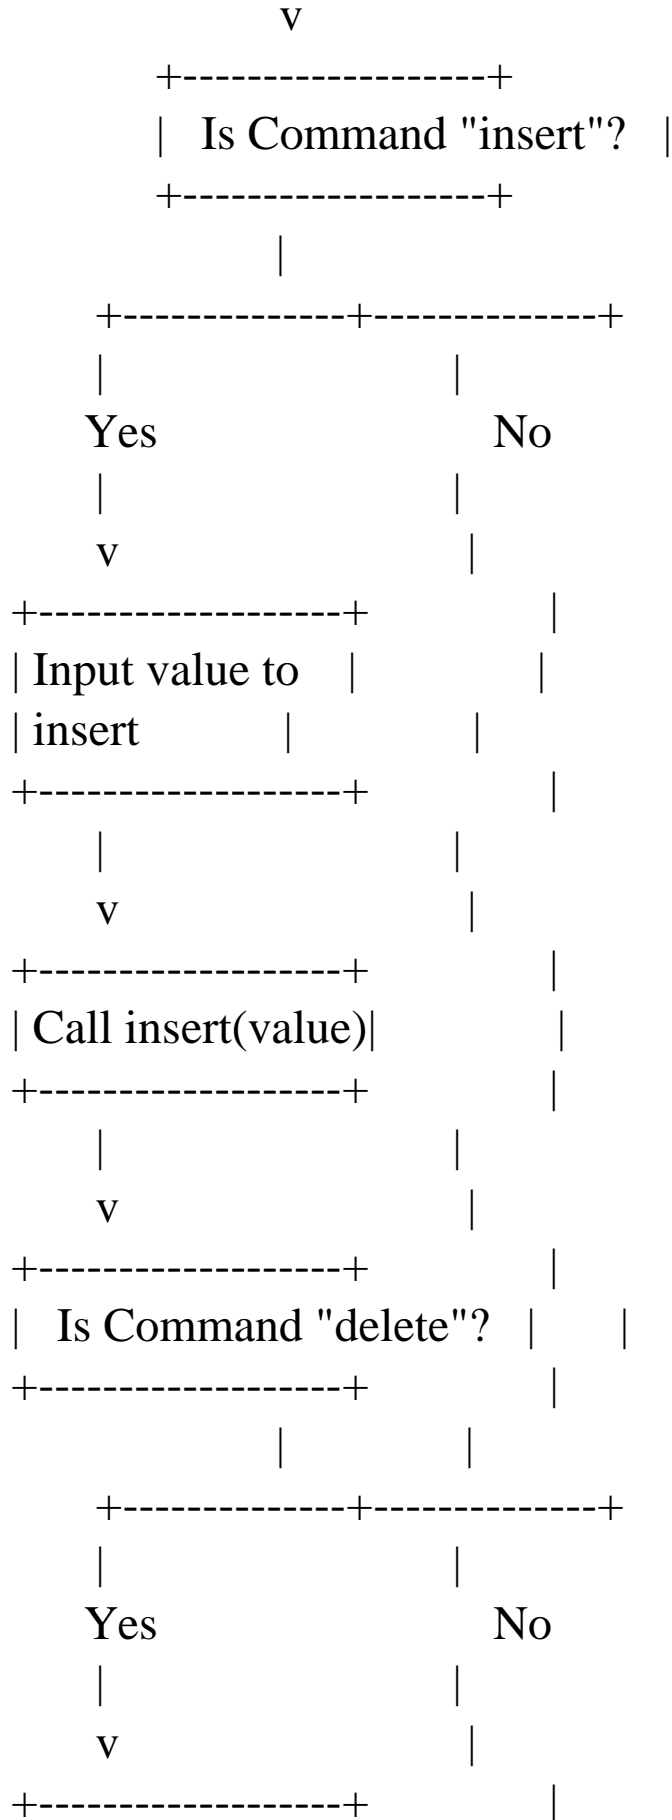 v
+-------------------+
|   Is Command "insert"?   |
+-------------------+
|
+--------------+--------------+
|                         |
Yes                       No
|                         |
v                         |
+-------------------+             |
| Input value to    |             |
| insert          |             |
+-------------------+             |
|                         |
v                         |
+-------------------+             |
| Call insert(value)|             |
+-------------------+             |
|                         |
v                         |
+-------------------+             |
|   Is Command "delete"?   |      |
+-------------------+             |
|             |
+--------------+--------------+
|                         |
Yes                       No
|                         |
v                         |
+-------------------+             |